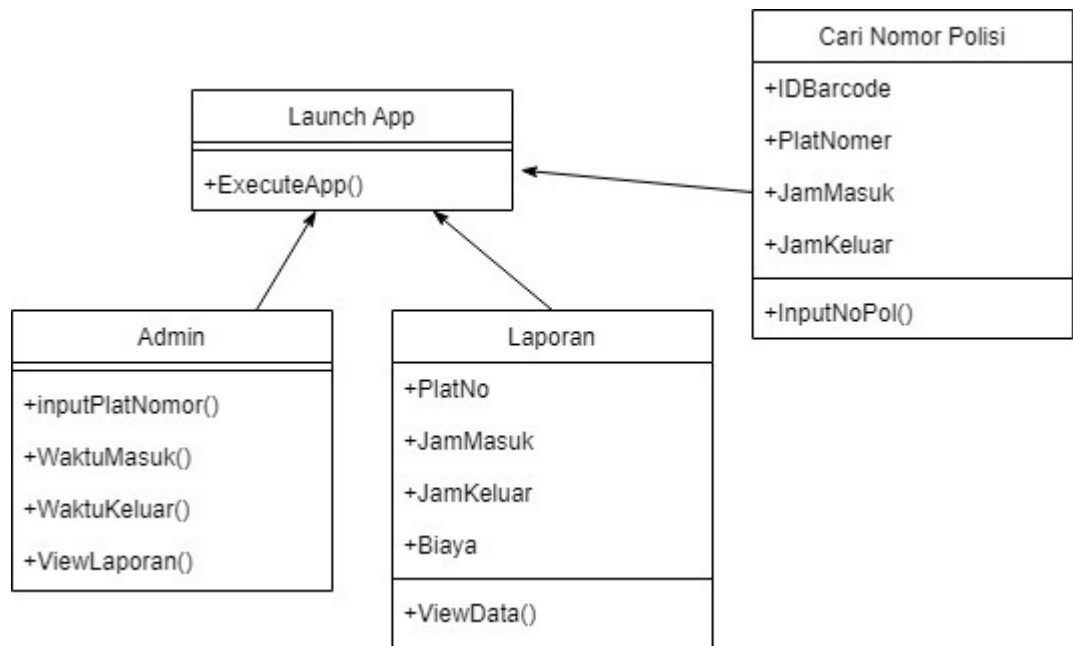 Cari Nomor Polisi
+IDBarcode
+PlatNomer
+JamMasuk
+JamKeluar
+InputNoPol()
Launch App
+ExecuteApp()
Admin
+inputPlatNomor()
+WaktuMasuk()
+WaktuKeluar()
+ViewLaporan()
Laporan
+PlatNo
+JamMasuk
+JamKeluar
+Biaya
+ViewData()